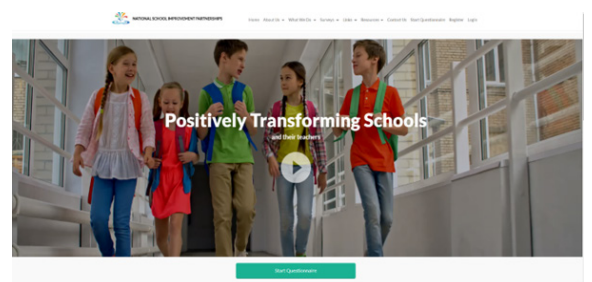 NATIONAL SCHOOL IMPROVEMENT PARTNERSHIPS
Home About Us What We Do Surveys Links Resources Contact Us Start Questionnaire Register Login
Positively Transforming Schools
and their teachers
Start Questionnaire